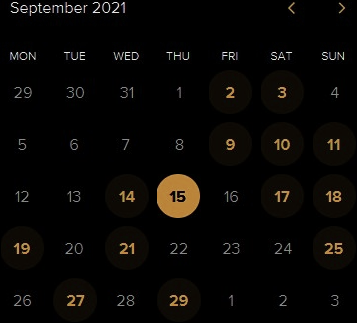 September 2021
MON TUE WED THU FRI SAT SUN
29 30 31 1 2 3 4
5 6 7 8 9 10 11
12 13 14 15 16 17 18
19 20 21 22 23 24 25
26 27 28 29 1 2 3